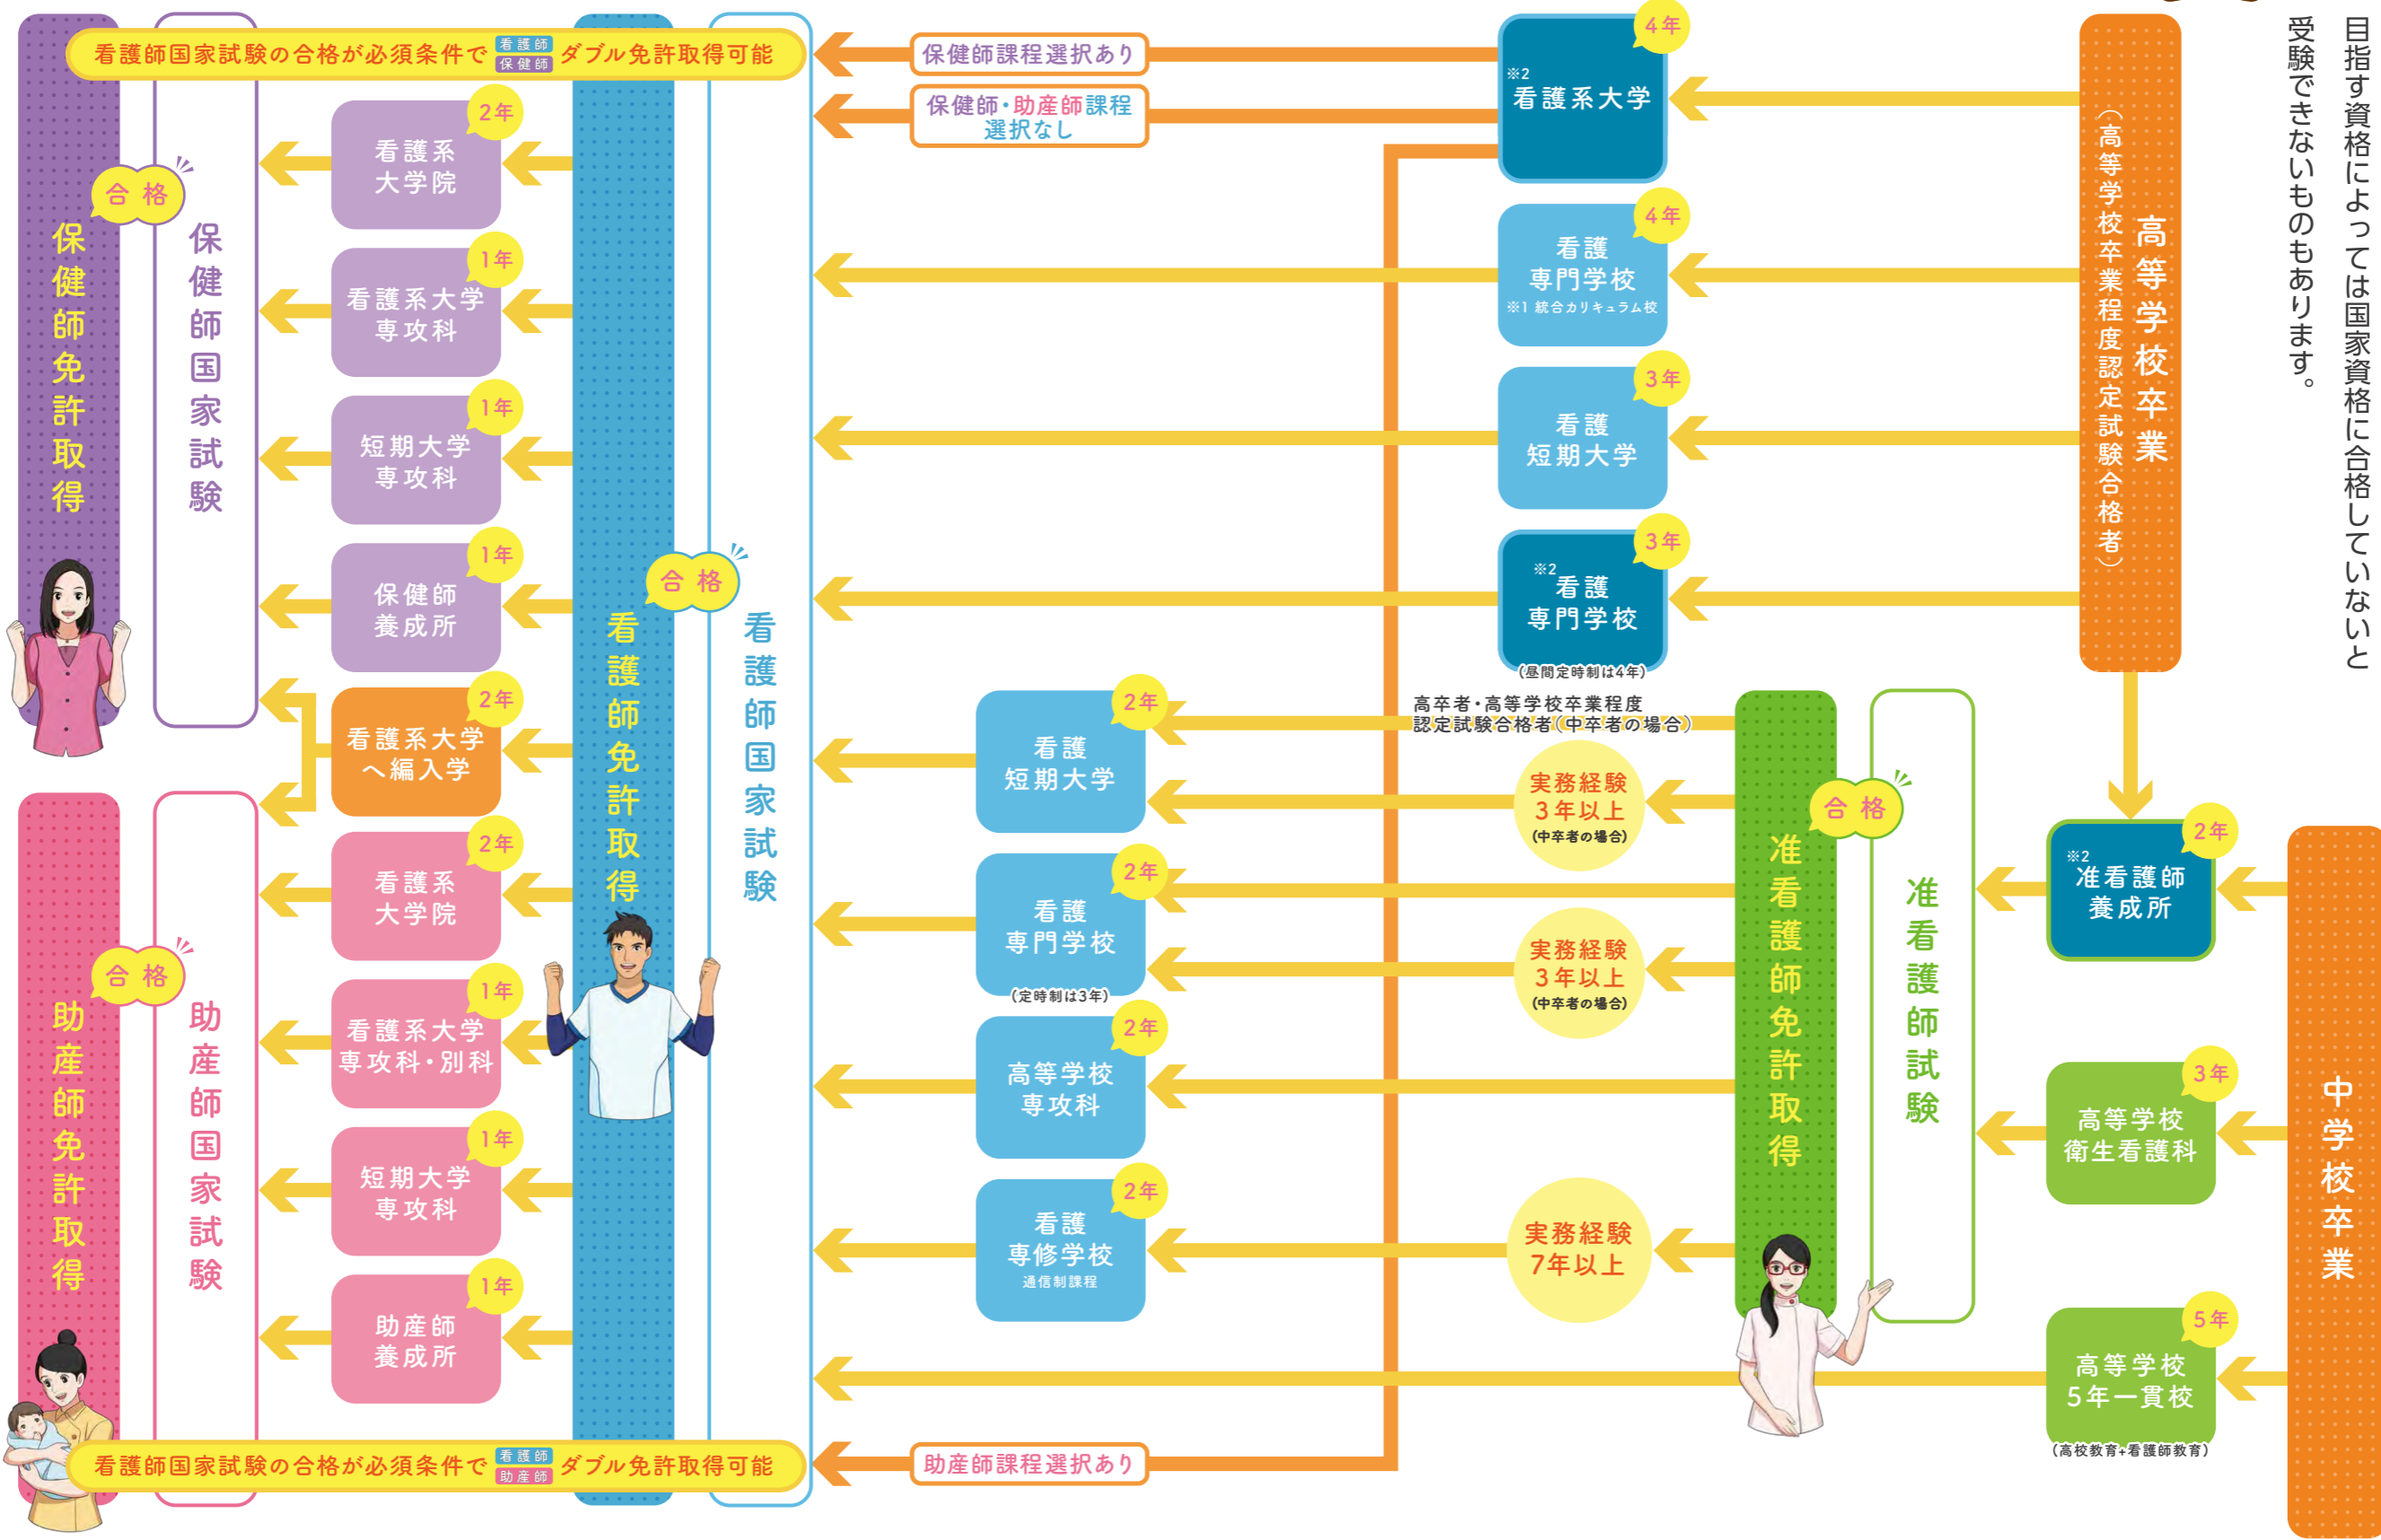 目指す資格によっては国家資格に合格していないと
受験できないものもあります。
高等学校卒業
（高等学校卒業程度認定試験合格者）
中学校卒業
4年
※2
看護系大学
4年
看護
専門学校
※1 統合カリキュラム校
3年
看護
短期大学
3年
※2
看護
専門学校
(昼間定時制は4年)
2年
※2
准看護師
養成所
3年
高等学校
衛生看護科
5年
高等学校
5年一貫校
(高校教育+看護師教育)
准看護師試験
合格
准看護師免許取得
高卒者・高等学校卒業程度
認定試験合格者(中卒者の場合)
実務経験
3年以上
(中卒者の場合)
実務経験
3年以上
(中卒者の場合)
実務経験
7年以上
2年
看護
短期大学
2年
看護
専門学校
(定時制は3年)
2年
高等学校
専攻科
2年
看護
専修学校
通信制課程
保健師課程選択あり
保健師・助産師課程
選択なし
助産師課程選択あり
看護師国家試験
合格
看護師免許取得
看護師国家試験の合格が必須条件で 看護師 保健師 ダブル免許取得可能
2年
看護系
大学院
1年
看護系大学
専攻科
1年
短期大学
専攻科
1年
保健師
養成所
2年
看護系大学
へ編入学
2年
看護系
大学院
1年
看護系大学
専攻科・別科
1年
短期大学
専攻科
1年
助産師
養成所
看護師国家試験の合格が必須条件で 看護師 助産師 ダブル免許取得可能
保健師国家試験
合格
保健師免許取得
助産師国家試験
合格
助産師免許取得